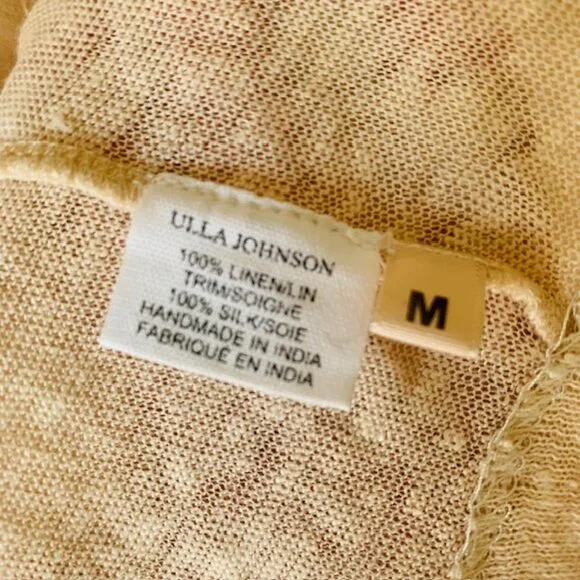 ULLA JOHNSON
100% LINEN/LIN
TRIM/SOIGNE
100% SILK/SOIE
HANDMADE IN INDIA
FABRIQUÉ EN INDIA
M